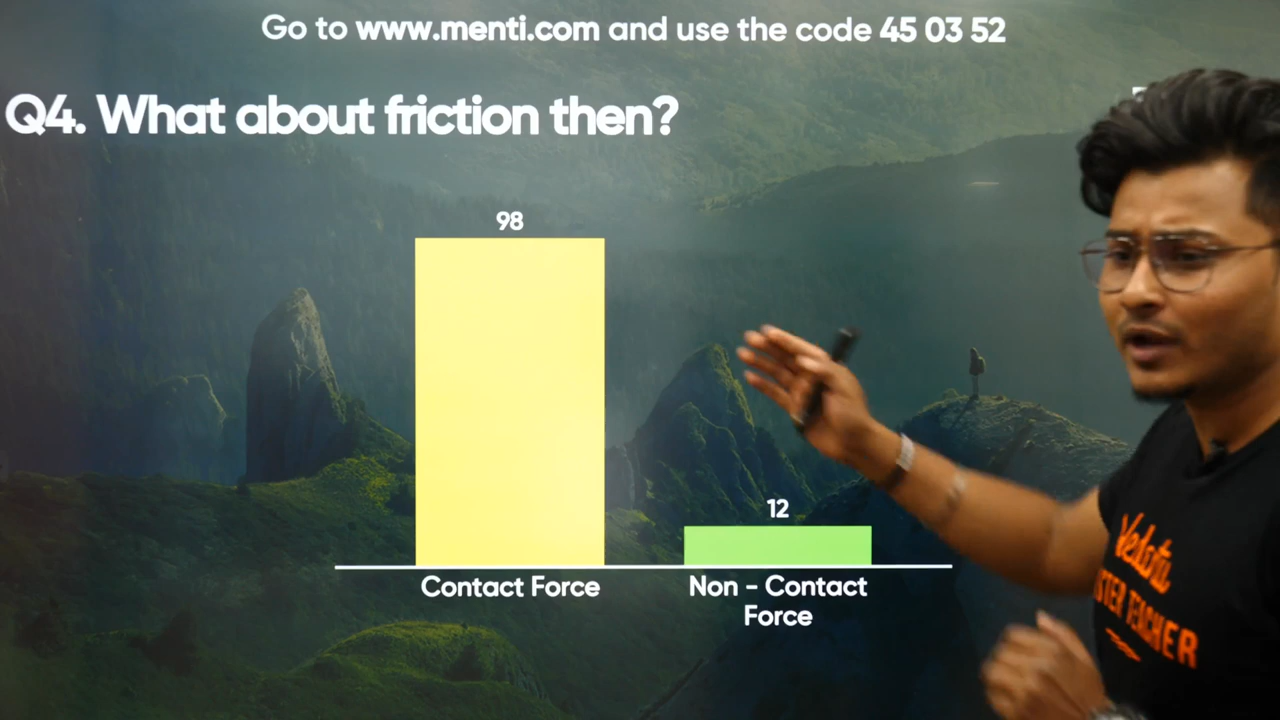 Go to www.menti.com and use the code 45 03 52
Q4. What about friction then?
98
12
Contact Force
Non - Contact
Force
Vedantu
TEACHER